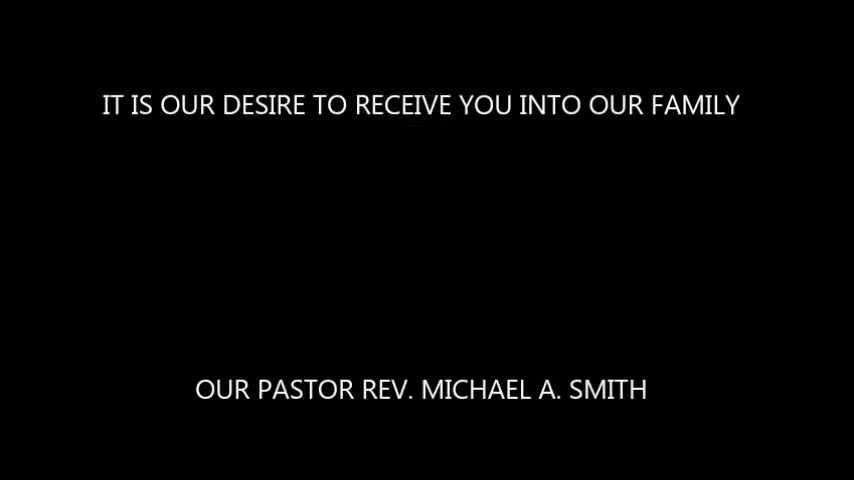 IT IS OUR DESIRE TO RECEIVE YOU INTO OUR FAMILY
OUR PASTOR REV. MICHAEL A. SMITH